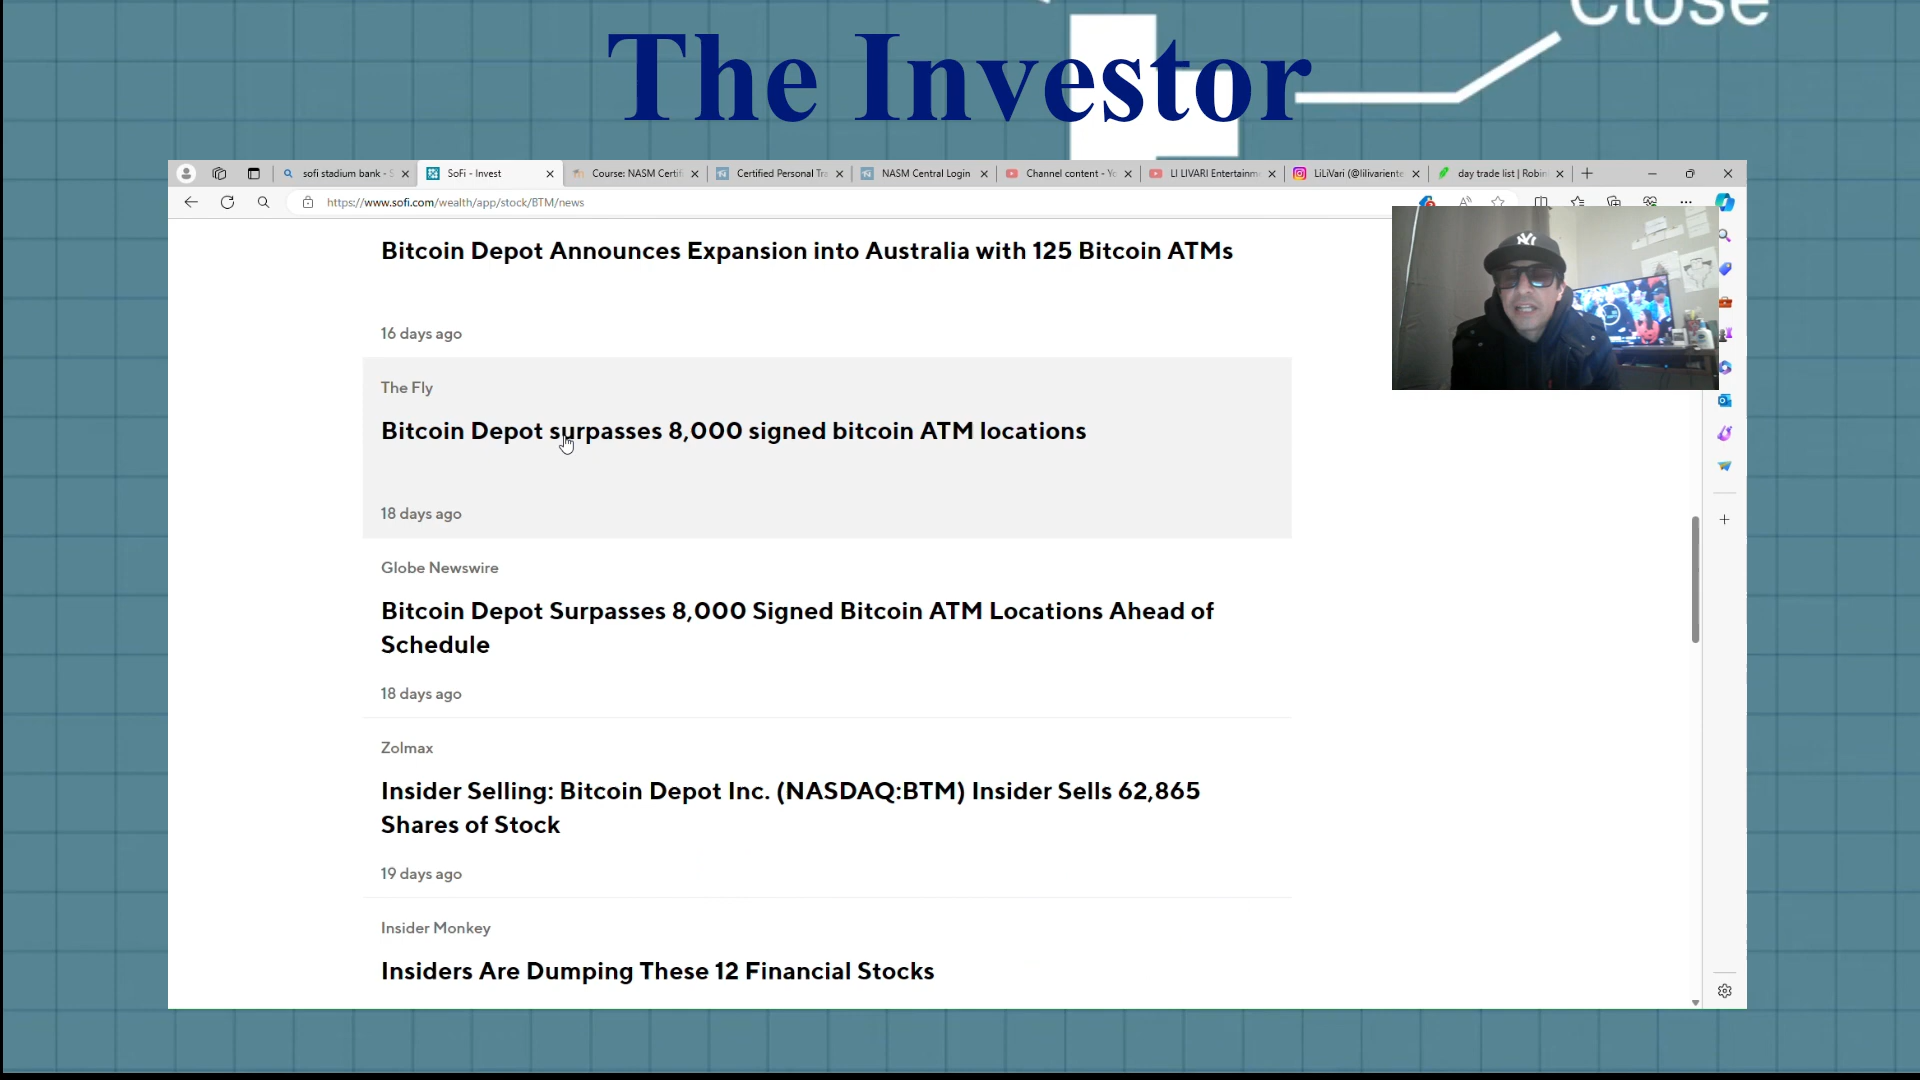 Close
The Investor
sofi stadium bank - S
SoFi - Invest
Course: NASM Certifi
Certified Personal Tra
NASM Central Login
Channel content - Yo
LI LIVARI Entertainm
LiLiVari (@lilivariente
day trade list | Robin
https://www.sofi.com/wealth/app/stock/BTM/news
Bitcoin Depot Announces Expansion into Australia with 125 Bitcoin ATMs
16 days ago
The Fly
Bitcoin Depot surpasses 8,000 signed bitcoin ATM locations
18 days ago
Globe Newswire
Bitcoin Depot Surpasses 8,000 Signed Bitcoin ATM Locations Ahead of
Schedule
18 days ago
Zolmax
Insider Selling: Bitcoin Depot Inc. (NASDAQ:BTM) Insider Sells 62,865
Shares of Stock
19 days ago
Insider Monkey
Insiders Are Dumping These 12 Financial Stocks